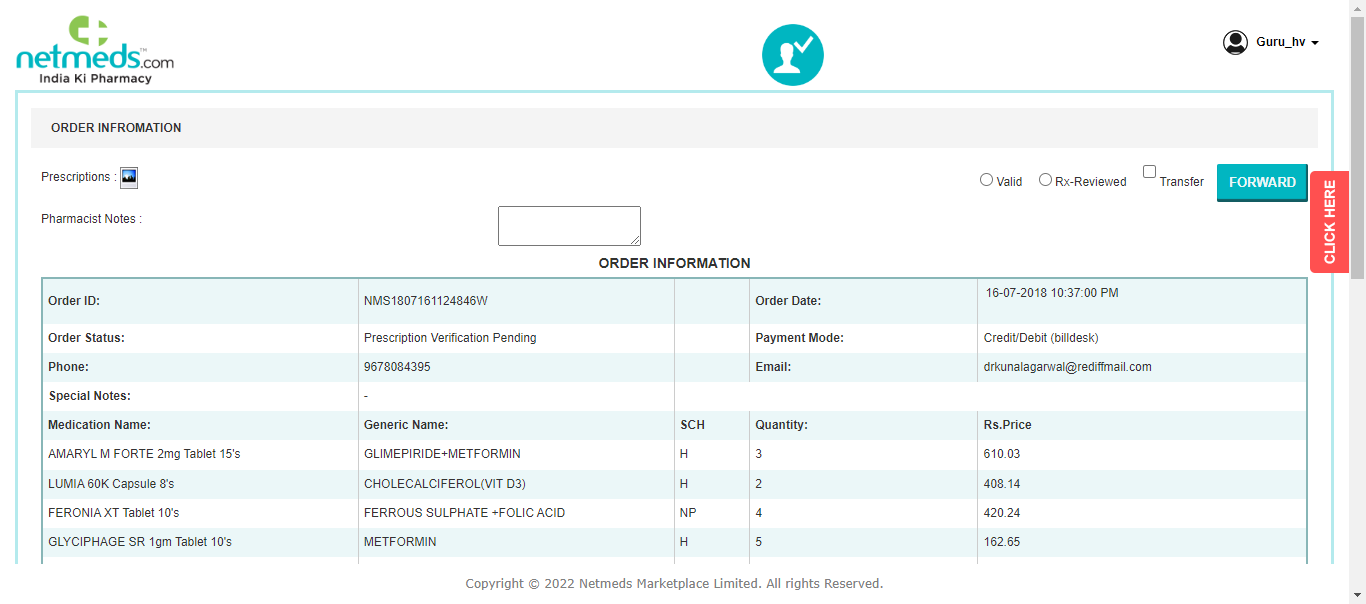 netmeds.com
India Ki Pharmacy
Guru_hv
ORDER INFROMATION
Prescriptions :
Valid Rx-Reviewed Transfer FORWARD
CLICK HERE
Pharmacist Notes :
ORDER INFORMATION
Order ID: NMS1807161124846W Order Date: 16-07-2018 10:37:00 PM
Order Status: Prescription Verification Pending Payment Mode: Credit/Debit (billdesk)
Phone: 9678084395 Email: drkunalagarwal@rediffmail.com
Special Notes: -
Medication Name: Generic Name: SCH Quantity: Rs.Price
AMARYL M FORTE 2mg Tablet 15's GLIMEPIRIDE+METFORMIN H 3 610.03
LUMIA 60K Capsule 8's CHOLECALCIFEROL(VIT D3) H 2 408.14
FERONIA XT Tablet 10's FERROUS SULPHATE +FOLIC ACID NP 4 420.24
GLYCIPHAGE SR 1gm Tablet 10's METFORMIN H 5 162.65
Copyright © 2022 Netmeds Marketplace Limited. All rights Reserved.